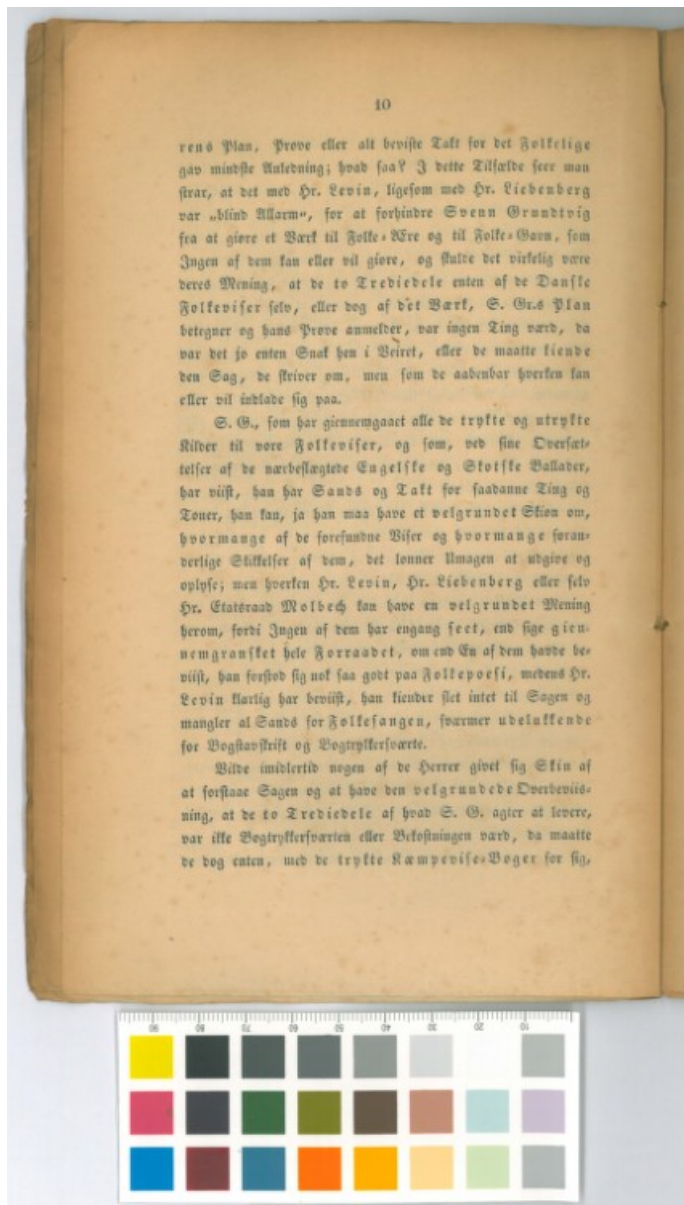 10
rens Plan, Prøve eller alt beviste Takt for det Folkelige
gav mindste Anledning; hvad saa? I dette Tilfælde seer man
strax, at det med Hr. Levin, ligesom med Hr. Liebenberg
var „blind Allarm“, for at forhindre Svenn Grundtvig
fra at giøre et Værk til Folke-Ære og til Folke-Gavn, som
Ingen af dem kan eller vil giøre, og skulde det virkelig være
deres Mening, at de to Trediedele enten af de Danske
Folkeviser selv, eller dog af det Værk, S. Gr.s Plan
betegner og hans Prøve anmelder, var ingen Ting værd, da
var det jo enten Snak hen i Veiret, eller de maatte kiende
den Sag, de skriver om, men som de aabenbar hverken kan
eller vil indlade sig paa.
S. G., som har giennemgaaet alle de trykte og utrykte
Kilder til vore Folkeviser, og som, ved sine Oversæt-
telser af de nærbeslægtede Engelske og Skotske Ballader,
har viist, han har Sands og Takt for saadanne Ting og
Toner, han kan, ja han maa have et velgrundet Skiøn om,
hvormange af de forefundne Viser og hvormange foran-
derlige Skikkelser af dem, det lønner Umagen at udgive og
oplyse; men hverken Hr. Levin, Hr. Liebenberg eller selv
Hr. Etatsraad Molbech kan have en velgrundet Mening
herom, fordi Ingen af dem har engang seet, end sige gien-
nemgransket hele Forraadet, om end En af dem havde be-
viist, han forstod sig nok saa godt paa Folkepoesi, medens Hr.
Levin klarlig har beviist, han kiender slet intet til Sagen og
mangler al Sands for Folkesangen, sværmer udelukkende
for Bogstavskrift og Bogtrykkersværte.
Vilde imidlertid nogen af de Herrer givet sig Skin af
at forstaae Sagen og at have den velgrundede Overbeviis-
ning, at de to Trediedele af hvad S. G. agter at levere,
var ikke Bogtrykkersværten eller Bekostningen værd, da maatte
de dog enten, med de trykte Kæmpevise-Bøger for sig,
90 80 70 60 50 40 30 20 10